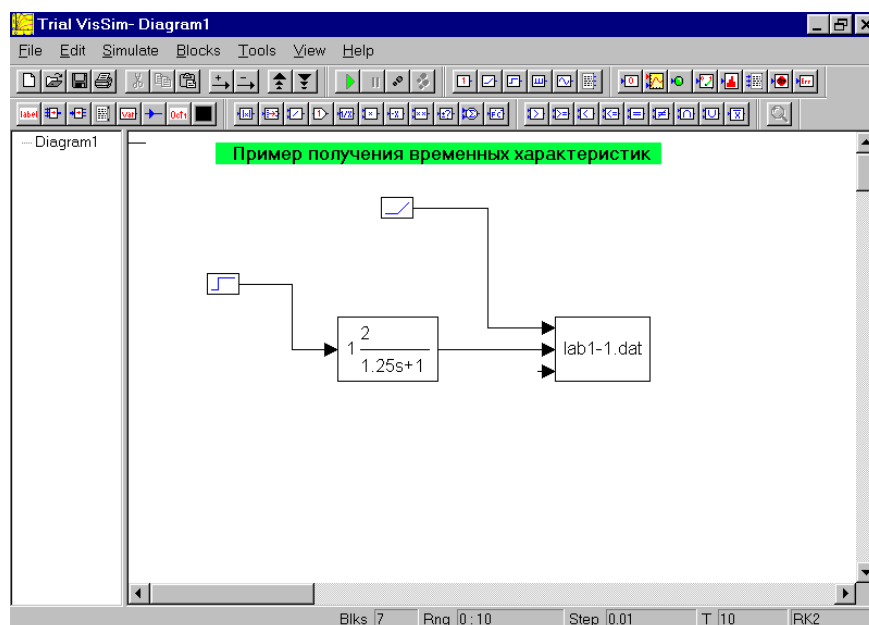 Trial VisSim- Diagram1
File Edit Simulate Blocks Tools View Help
Diagram1
Пример получения временных характеристик
1 2
1.25s+1
lab1-1.dat
Blks 7 Rng 0:10 Step 0.01 T 10 RK2